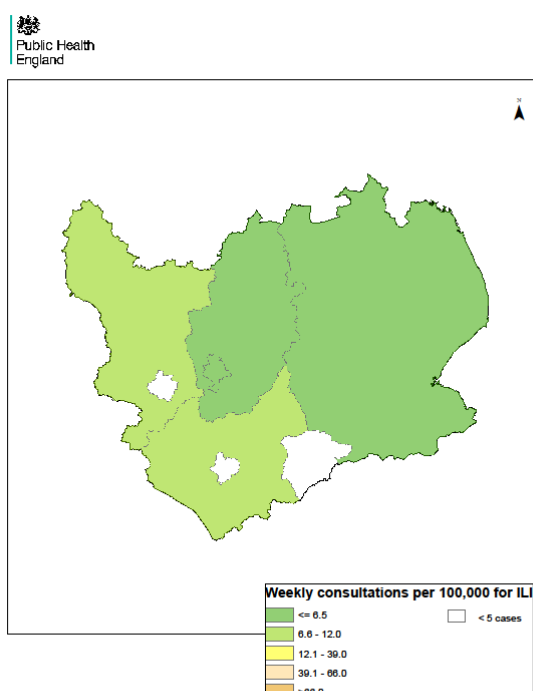 Public Health
England
N
Weekly consultations per 100,000 for ILI
<= 6.5
< 5 cases
6.6 - 12.0
12.1 - 39.0
39.1 - 66.0